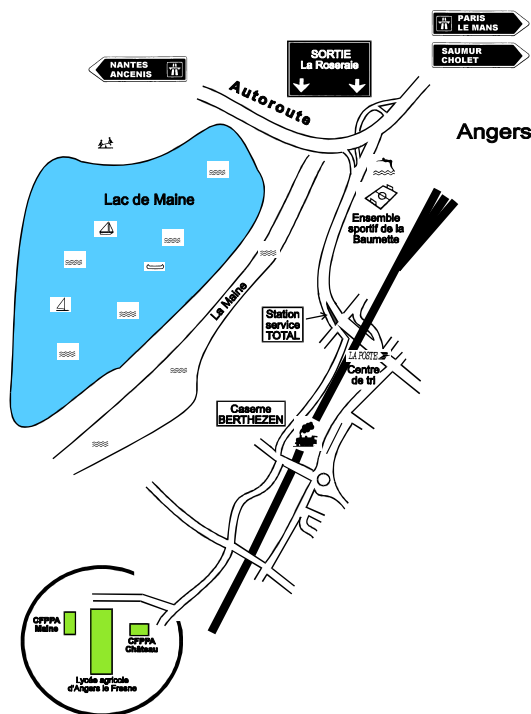 PARIS
LE MANS
SAUMUR
CHOLET
SORTIE
La Roseraie
NANTES
ANCENIS
Autoroute
Angers
Lac de Maine
Ensemble
sportif de la
Baumette
La Maine
Station
service
TOTAL
LA POSTE
Centre
de tri
Caserne
BERTHEZEN
CFPPA
Maine
CFPPA
Château
Lycée agricole
d'Angers le Fresne